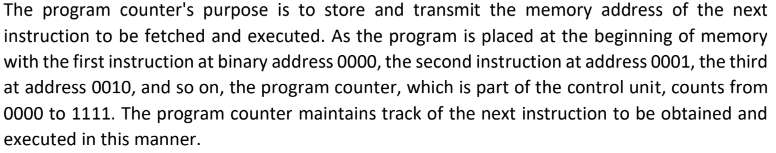 The program counter's purpose is to store and transmit the memory address of the next
instruction to be fetched and executed. As the program is placed at the beginning of memory
with the first instruction at binary address 0000, the second instruction at address 0001, the third
at address 0010, and so on, the program counter, which is part of the control unit, counts from
0000 to 1111. The program counter maintains track of the next instruction to be obtained and
executed in this manner.